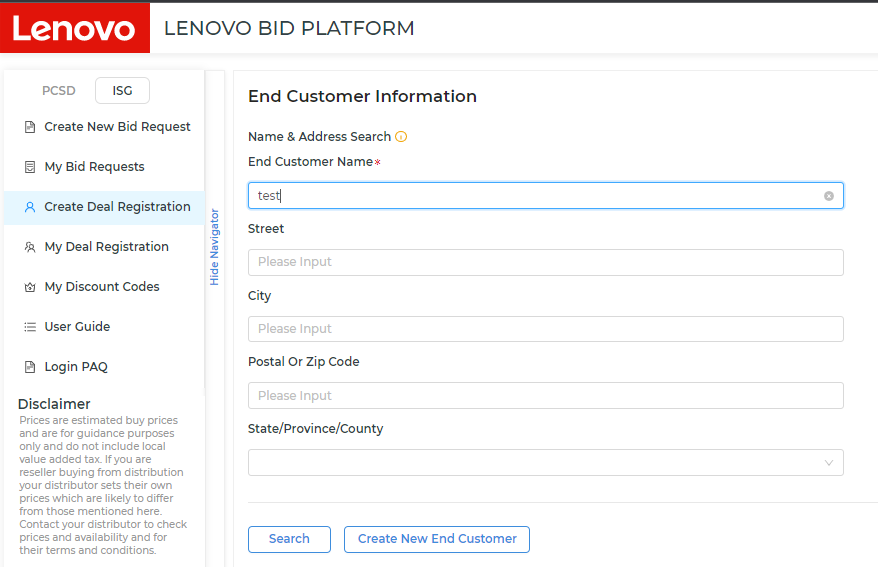 Lenovo
LENOVO BID PLATFORM
PCSD
ISG
Create New Bid Request
My Bid Requests
Create Deal Registration
My Deal Registration
My Discount Codes
User Guide
Login PAQ
Disclaimer
Prices are estimated buy prices
and are for guidance purposes
only and do not include local
value added tax. If you are
reseller buying from distribution
your distributor sets their own
prices which are likely to differ
from those mentioned here.
Contact your distributor to check
prices and availability and for
their terms and conditions.
Hide Navigator
End Customer Information
Name & Address Search
End Customer Name*
test
Street
Please Input
City
Please Input
Postal Or Zip Code
Please Input
State/Province/County
Search
Create New End Customer